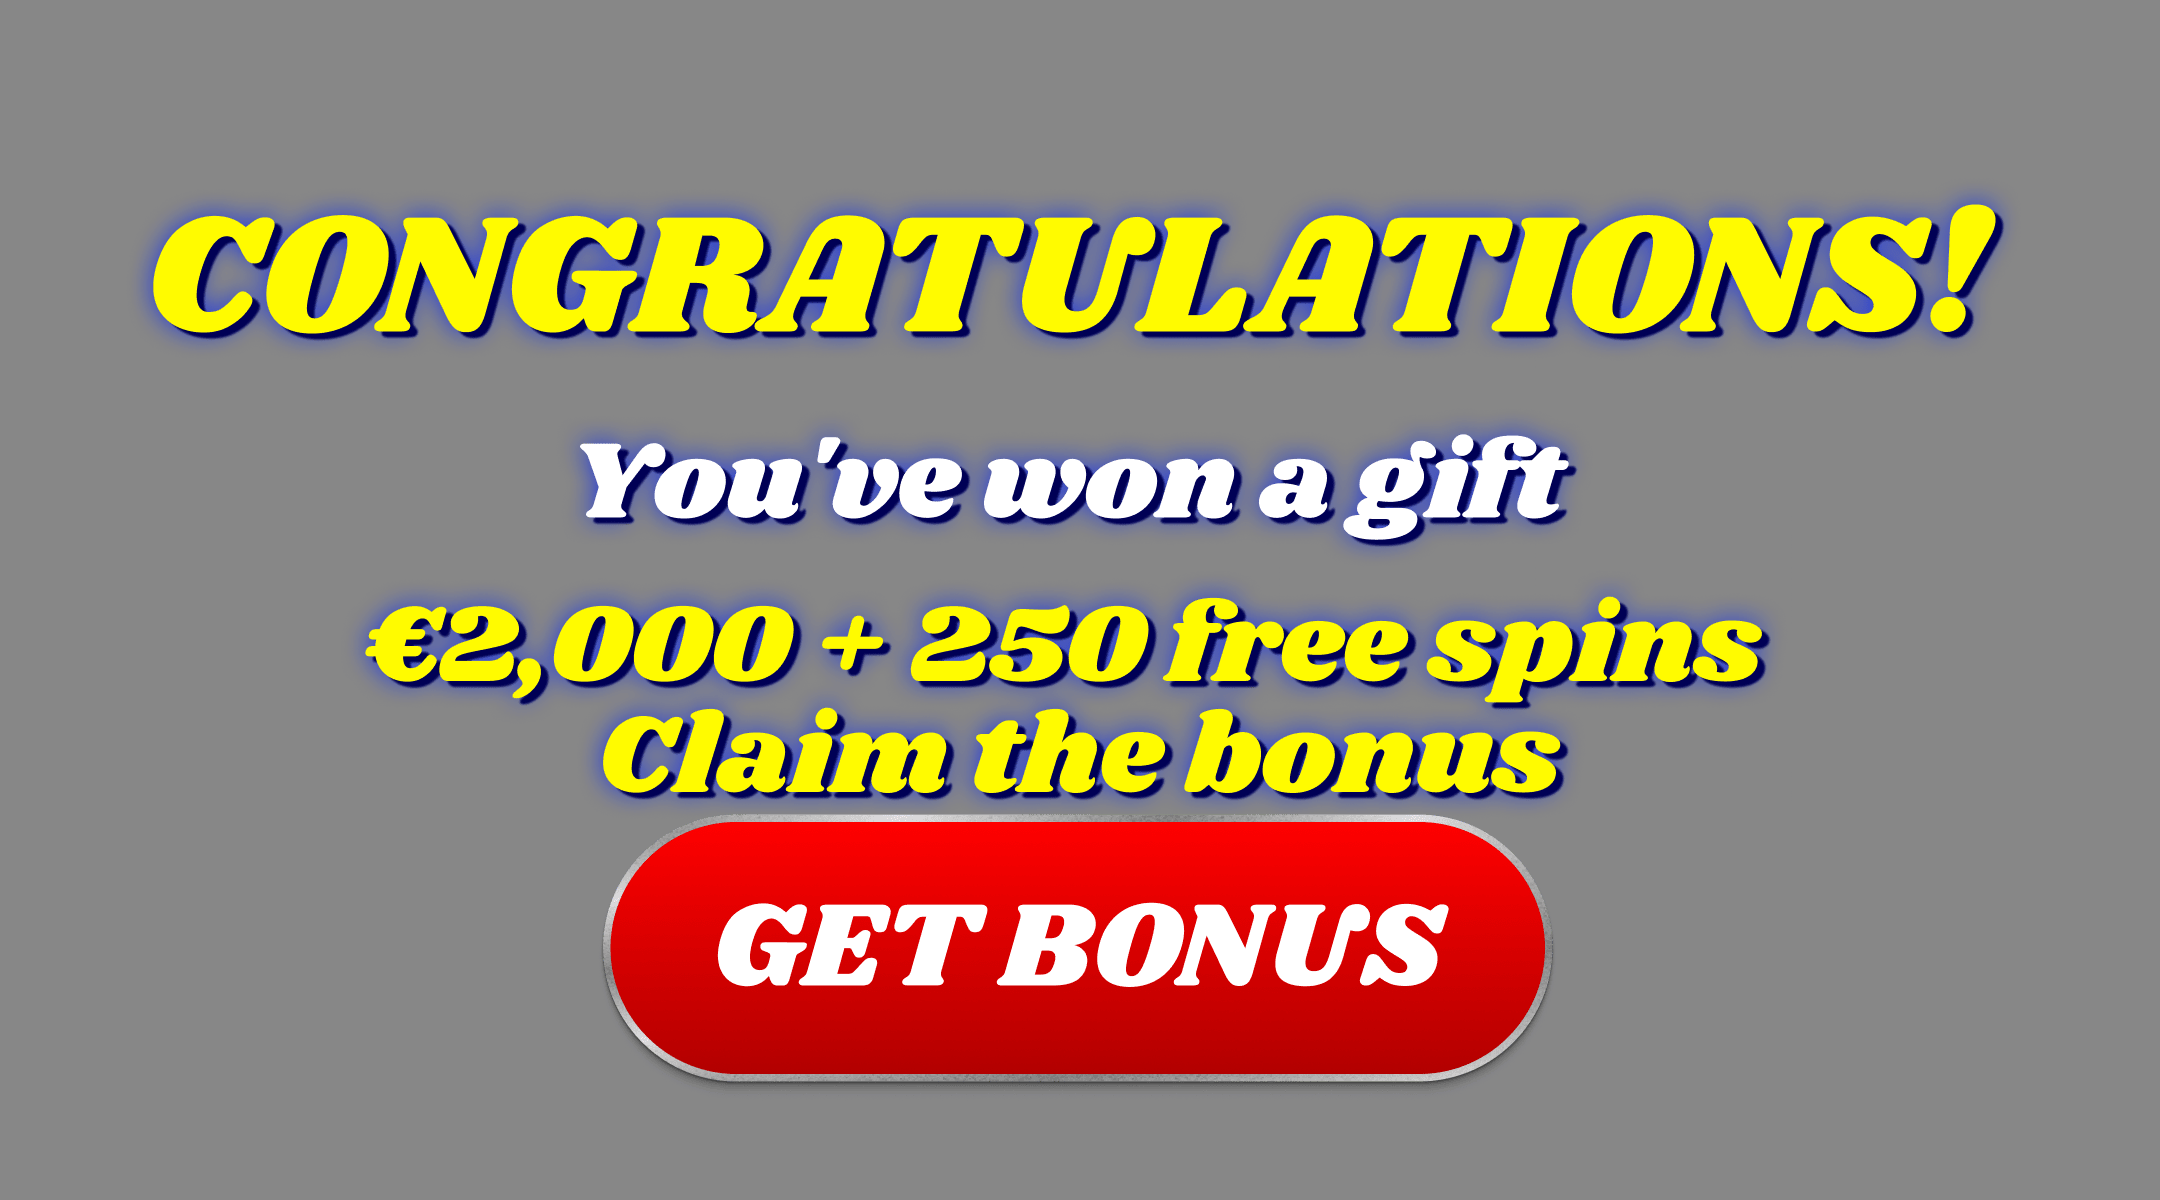 CONGRATULATIONS!
You've won a gift
€2,000 + 250 free spins
Claim the bonus
GET BONUS